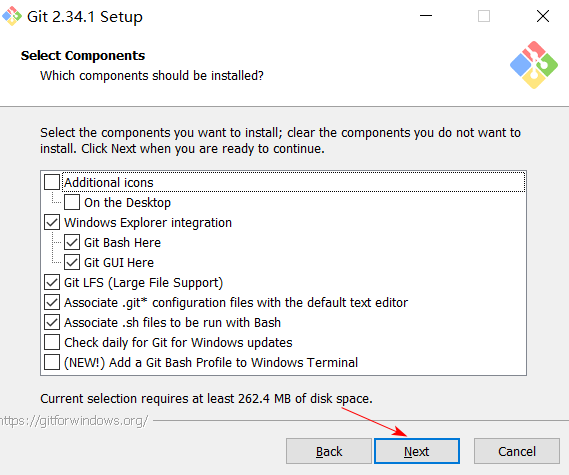 Git 2.34.1 Setup
Select Components
Which components should be installed?
Select the components you want to install; clear the components you do not want to
install. Click Next when you are ready to continue.
Additional icons
On the Desktop
Windows Explorer integration
Git Bash Here
Git GUI Here
Git LFS (Large File Support)
Associate .git* configuration files with the default text editor
Associate .sh files to be run with Bash
Check daily for Git for Windows updates
(NEW!) Add a Git Bash Profile to Windows Terminal
Current selection requires at least 262.4 MB of disk space.
https://gitforwindows.org/
Back
Next
Cancel